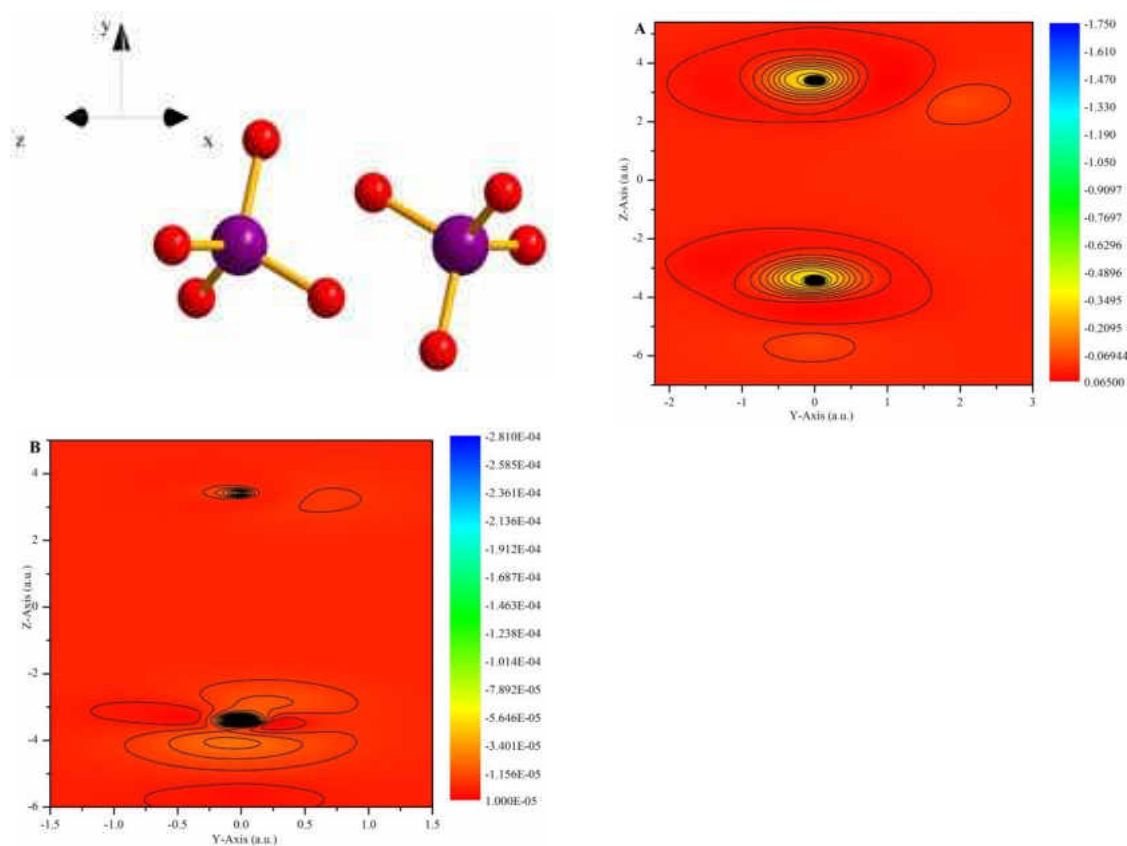 y
z
x
A
4
2
0
-2
-4
-6
Z-Axis (a.u.)
-2
-1
0
1
2
3
Y-Axis (a.u.)
-1.750
-1.610
-1.470
-1.330
-1.190
-1.050
-0.9097
-0.7697
-0.6296
-0.4896
-0.3495
-0.2095
-0.06944
0.06500
B
4
2
0
-2
-4
-6
Z-Axis (a.u.)
-1.5
-1.0
-0.5
0.0
0.5
1.0
1.5
Y-Axis (a.u.)
-2.810E-04
-2.585E-04
-2.361E-04
-2.136E-04
-1.912E-04
-1.687E-04
-1.463E-04
-1.238E-04
-1.014E-04
-7.892E-05
-5.646E-05
-3.401E-05
-1.156E-05
1.000E-05